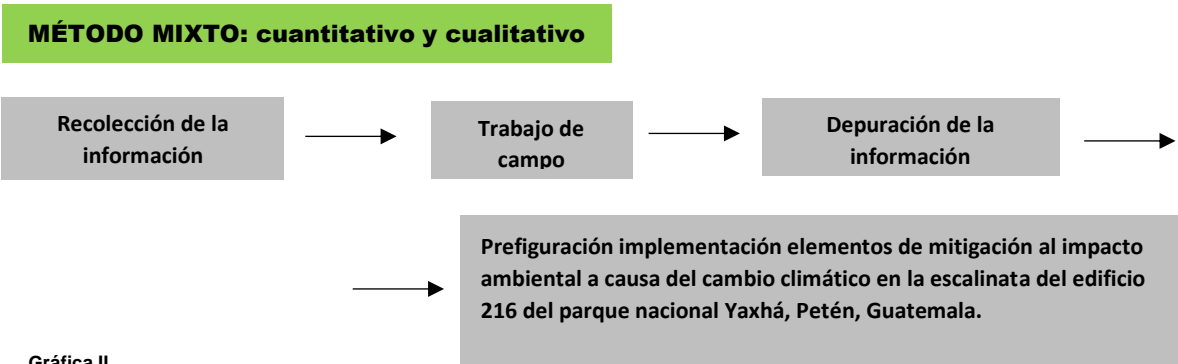 MÉTODO MIXTO: cuantitativo y cualitativo
Recolección de la
información
Trabajo de
campo
Depuración de la
información
Prefiguración implementación elementos de mitigación al impacto
ambiental a causa del cambio climático en la escalinata del edificio
216 del parque nacional Yaxhá, Petén, Guatemala.
Gráfica II